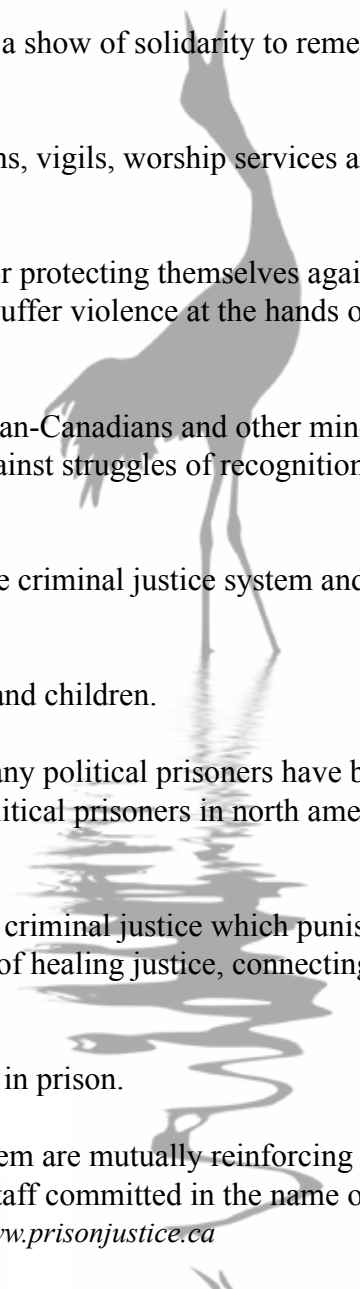 a show of solidarity to reme
ns, vigils, worship services a
r protecting themselves agai
uffer violence at the hands o
an-Canadians and other min
ainst struggles of recognition
e criminal justice system and
and children.
any political prisoners have b
litical prisoners in north ame
criminal justice which punis
of healing justice, connecting
in prison.
em are mutually reinforcing
taff committed in the name o
w.prisonjustice.ca